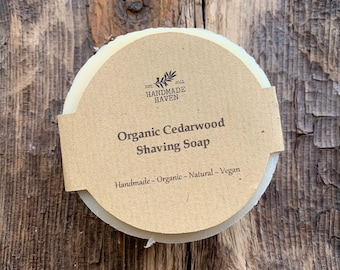 HANDMADE
HAVEN
Organic Cedarwood
Shaving Soap
Handmade - Organic - Natural - Vegan